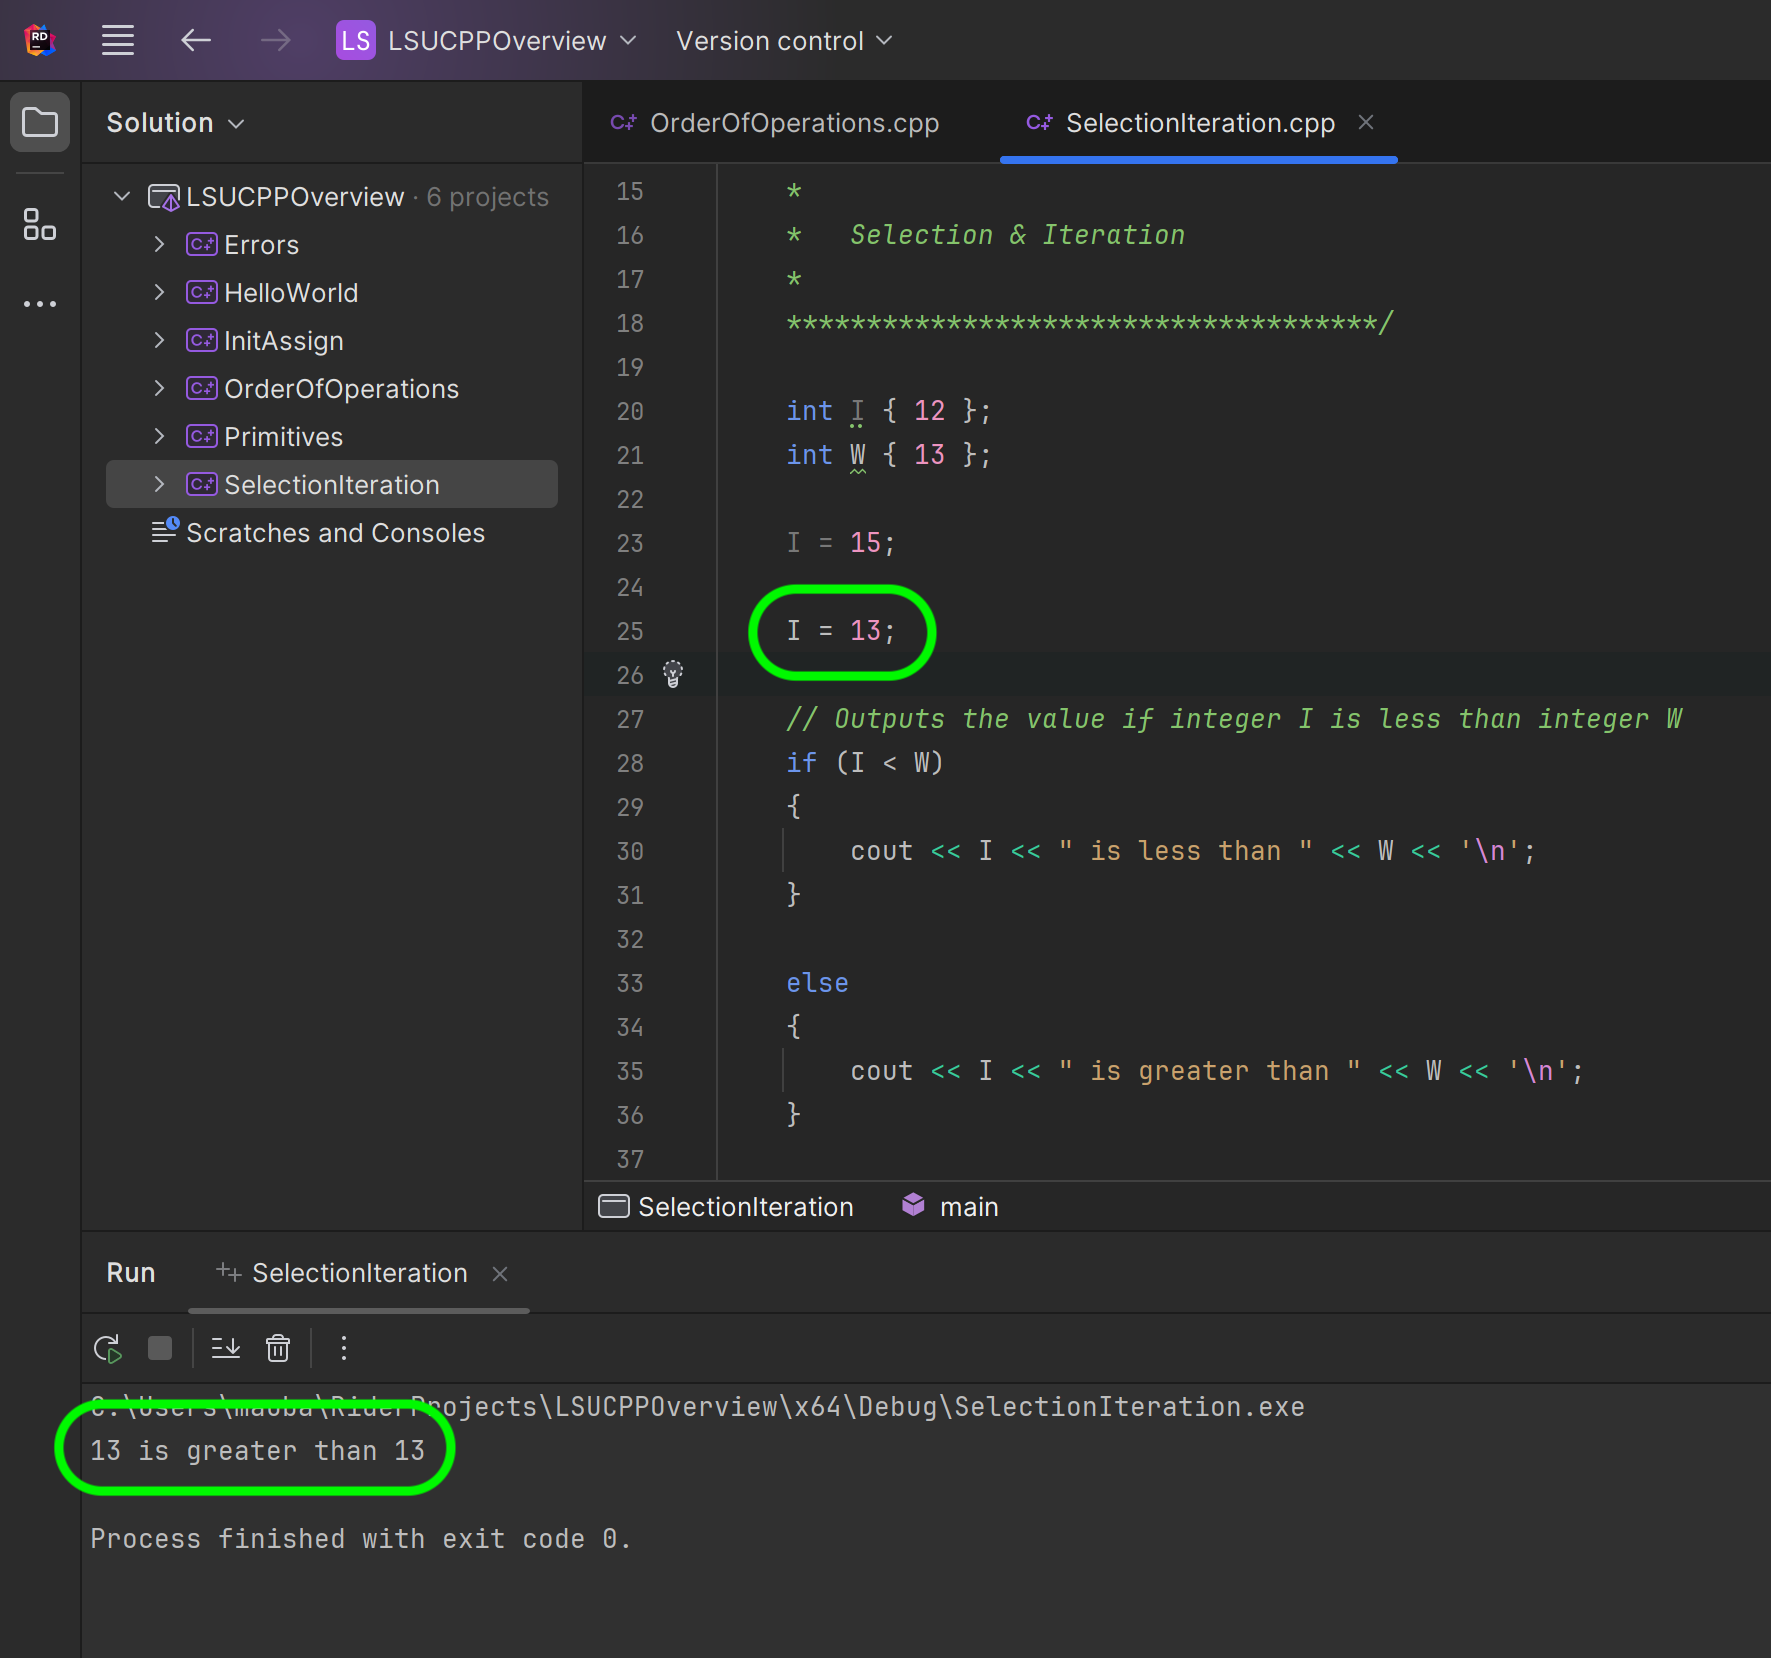 RD
LS LSUCPPOverview Version control
Solution
OrderOfOperations.cpp
SelectionIteration.cpp
LSUCPPOverview · 6 projects
Errors
HelloWorld
InitAssign
OrderOfOperations
Primitives
SelectionIteration
Scratches and Consoles
15 *
16 * Selection & Iteration
17 *
18 *************************************/
19
20 int I { 12 };
21 int W { 13 };
22
23 I = 15;
24
25 I = 13;
26
27 // Outputs the value if integer I is less than integer W
28 if (I < W)
29 {
30 cout << I << " is less than " << W << '\n';
31 }
32
33 else
34 {
35 cout << I << " is greater than " << W << '\n';
36 }
37
SelectionIteration main
Run SelectionIteration
C:\Users\maoba\RiderProjects\LSUCPPOverview\x64\Debug\SelectionIteration.exe
13 is greater than 13
Process finished with exit code 0.